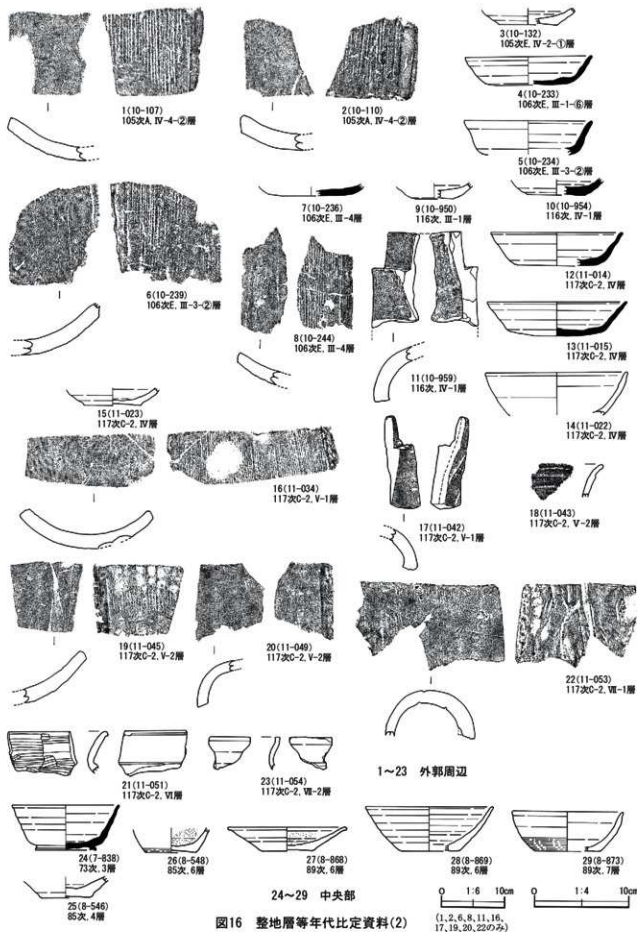 1(10-107)
105次A, Ⅳ-4-②層
2(10-110)
105次A, Ⅳ-4-②層
3(10-132)
105次E, Ⅳ-2-①層
4(10-233)
106次E, Ⅲ-1-⑥層
5(10-234)
106次E, Ⅲ-3-②層
6(10-239)
106次E, Ⅲ-3-②層
7(10-236)
106次E, Ⅲ-4層
8(10-244)
106次E, Ⅲ-4層
9(10-950)
116次, Ⅲ-1層
10(10-954)
116次, Ⅳ-1層
11(10-959)
116次, Ⅳ-1層
12(11-014)
117次C-2, Ⅳ層
13(11-015)
117次C-2, Ⅳ層
14(11-022)
117次C-2, Ⅳ層
15(11-023)
117次C-2, Ⅳ層
16(11-034)
117次C-2, Ⅴ-1層
17(11-042)
117次C-2, Ⅴ-1層
18(11-043)
117次C-2, Ⅴ-2層
19(11-045)
117次C-2, Ⅴ-2層
20(11-049)
117次C-2, Ⅴ-2層
22(11-053)
117次C-2, Ⅶ-1層
21(11-051)
117次C-2, Ⅵ層
23(11-054)
117次C-2, Ⅶ-2層
1~23 外郭周辺
24(7-838)
73次, 3層
25(8-546)
85次, 4層
26(8-548)
85次, 6層
27(8-868)
89次, 6層
28(8-869)
89次, 6層
29(8-873)
89次, 7層
24~29 中央部
0 1:6 10cm
(1,2,6,8,11,16,
17,19,20,22のみ)
0 1:4 10cm
図16 整地層等年代比定資料(2)